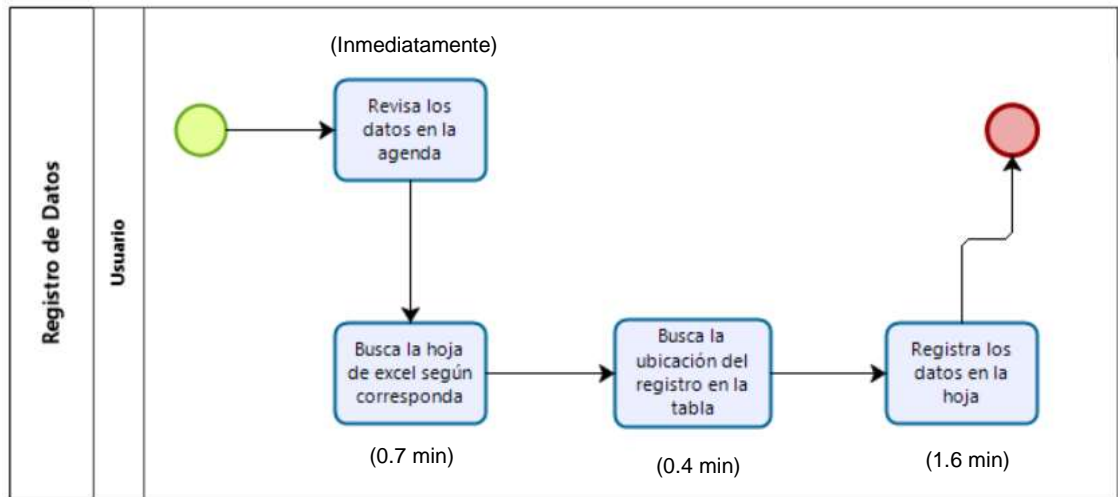 Registro de Datos
Usuario
(Inmediatamente)
Revisa los
datos en la
agenda
Busca la hoja
de excel según
corresponda
(0.7 min)
Busca la
ubicación del
registro en la
tabla
(0.4 min)
Registra los
datos en la
hoja
(1.6 min)